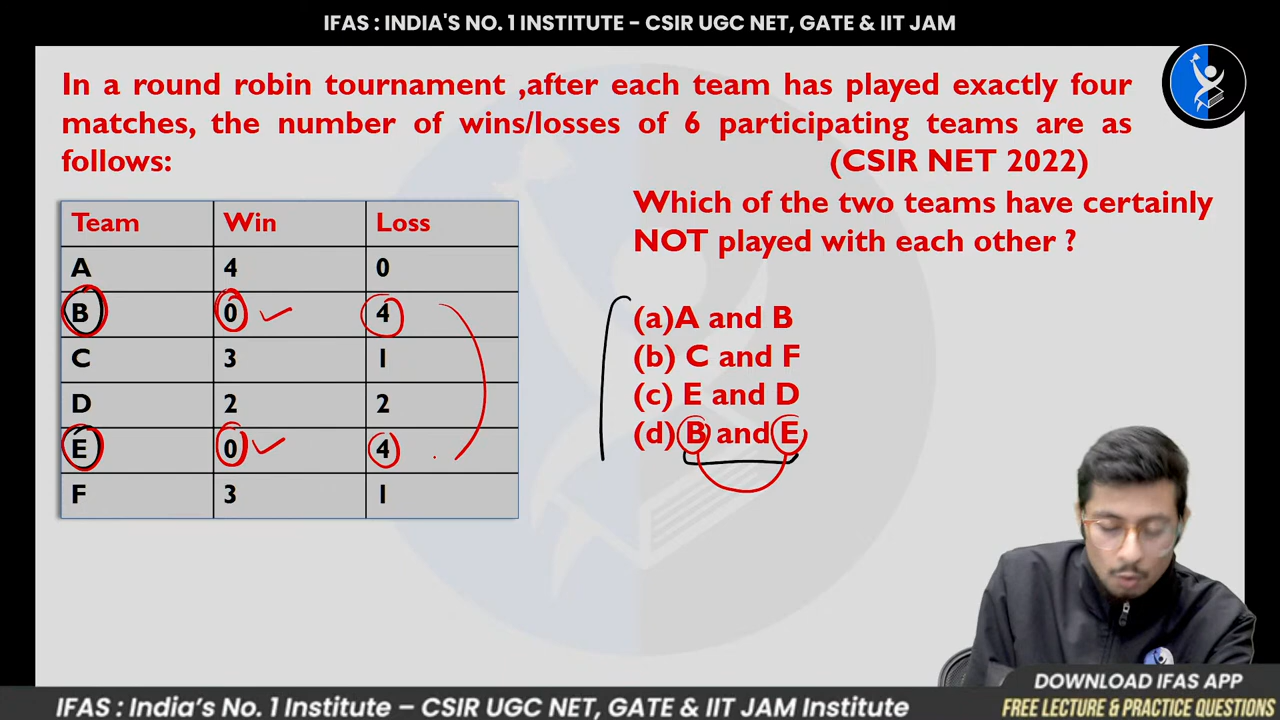 IFAS : INDIA'S NO. 1 INSTITUTE – CSIR UGC NET, GATE & IIT JAM
In a round robin tournament ,after each team has played exactly four
matches, the number of wins/losses of 6 participating teams are as
follows: (CSIR NET 2022)
Which of the two teams have certainly
NOT played with each other ?
Team Win Loss
A 4 0
B 0 4
C 3 1
D 2 2
E 0 4
F 3 1
(a)A and B
(b) C and F
(c) E and D
(d) B and E
DOWNLOAD IFAS APP
FREE LECTURE & PRACTICE QUESTIONS
IFAS : India's No. 1 Institute – CSIR UGC NET, GATE & IIT JAM Institute